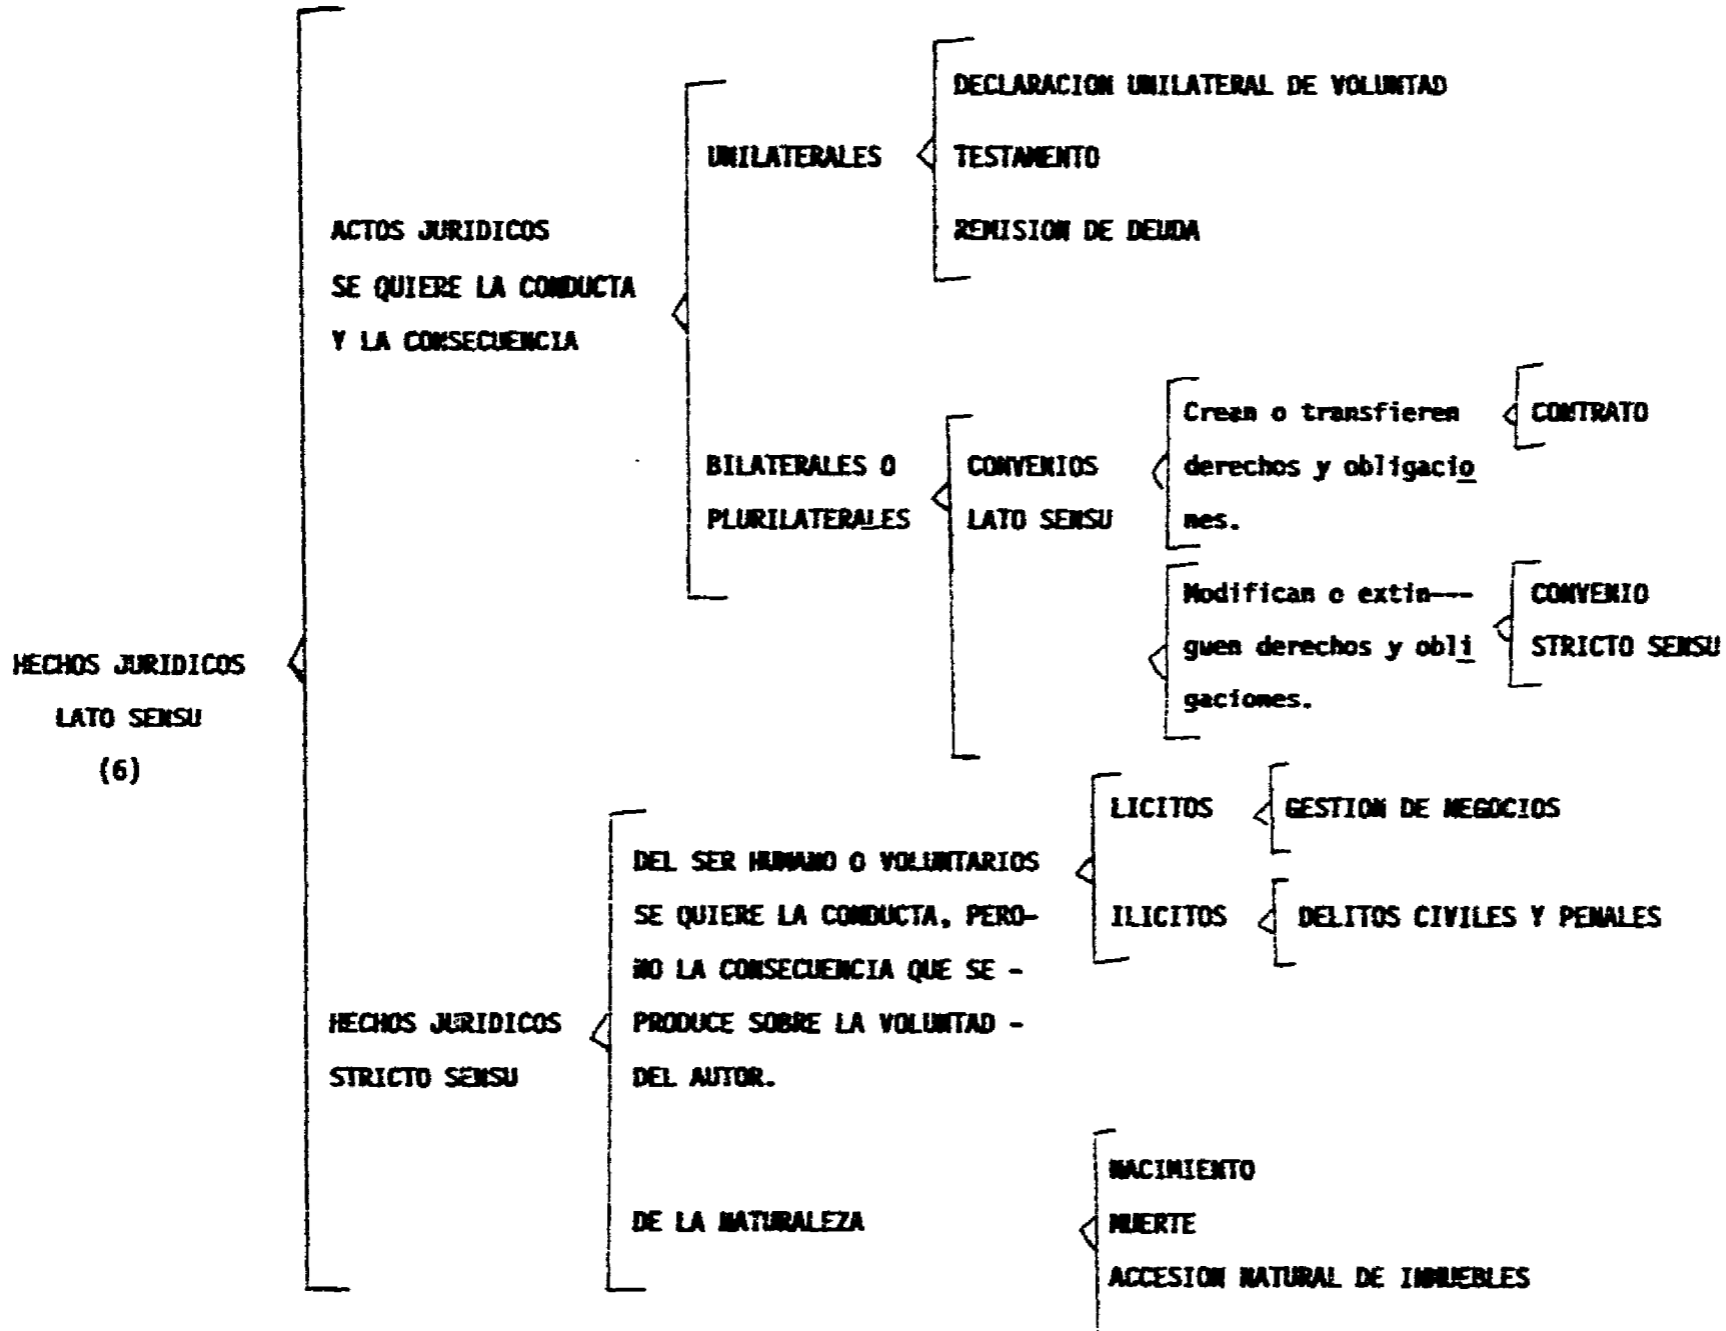 HECHOS JURIDICOS
LATO SENSU
(6)
ACTOS JURIDICOS
SE QUIERE LA CONDUCTA
Y LA CONSECUENCIA
UNILATERALES
DECLARACION UNILATERAL DE VOLUNTAD
TESTAMENTO
REMISION DE DEUDA
BILATERALES O
PLURILATERALES
CONVENIOS
LATO SENSU
Crean o transfieren
derechos y obligacio
nes.
CONTRATO
Modifican o extin---
guen derechos y obli
gaciones.
CONVENIO
STRICTO SENSU
HECHOS JURIDICOS
STRICTO SENSU
DEL SER HUMANO O VOLUNTARIOS
SE QUIERE LA CONDUCTA, PERO-
NO LA CONSECUENCIA QUE SE -
PRODUCE SOBRE LA VOLUNTAD -
DEL AUTOR.
LICITOS
GESTION DE NEGOCIOS
ILICITOS
DELITOS CIVILES Y PENALES
DE LA NATURALEZA
NACIMIENTO
MUERTE
ACCESION NATURAL DE INMUEBLES